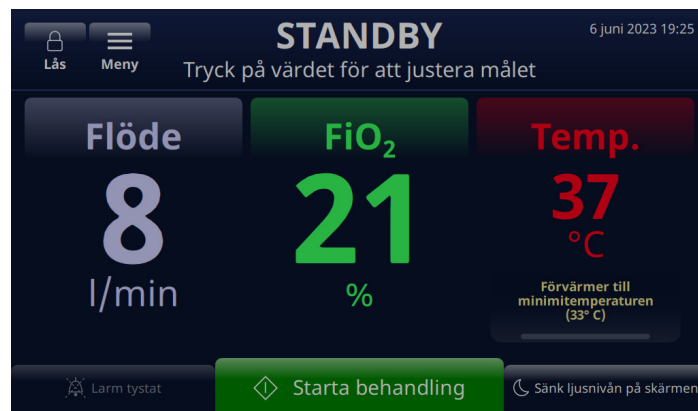 STANDBY
6 juni 2023 19:25
Lås
Meny
Tryck på värdet för att justera målet
Flöde
FiO₂
Temp.
8
21
37
l/min
%
°C
Förvärmer till
minimitemperaturen
(33° C)
Larm tystat
Starta behandling
Sänk ljusnivån på skärmen